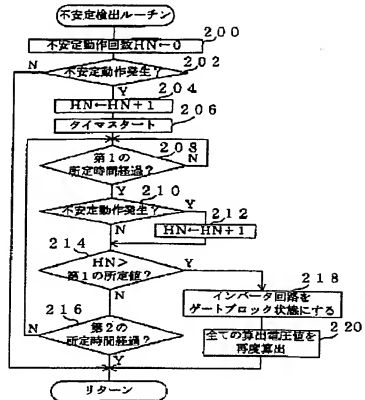 不安定検出ルーチン
不安定動作回数HN←0
200
N
不安定動作発生?
202
Y
204
HN←HN+1
206
タイマスタート
208
第1の
所定時間経過?
N
Y
210
不安定動作発生?
Y
212
N
HN←HN+1
214
HN>
第1の所定値?
Y
N
218
インバータ回路を
ゲートブロック状態にする
216
第2の
所定時間経過?
N
220
全ての算出電圧値を
再度算出
Y
リターン